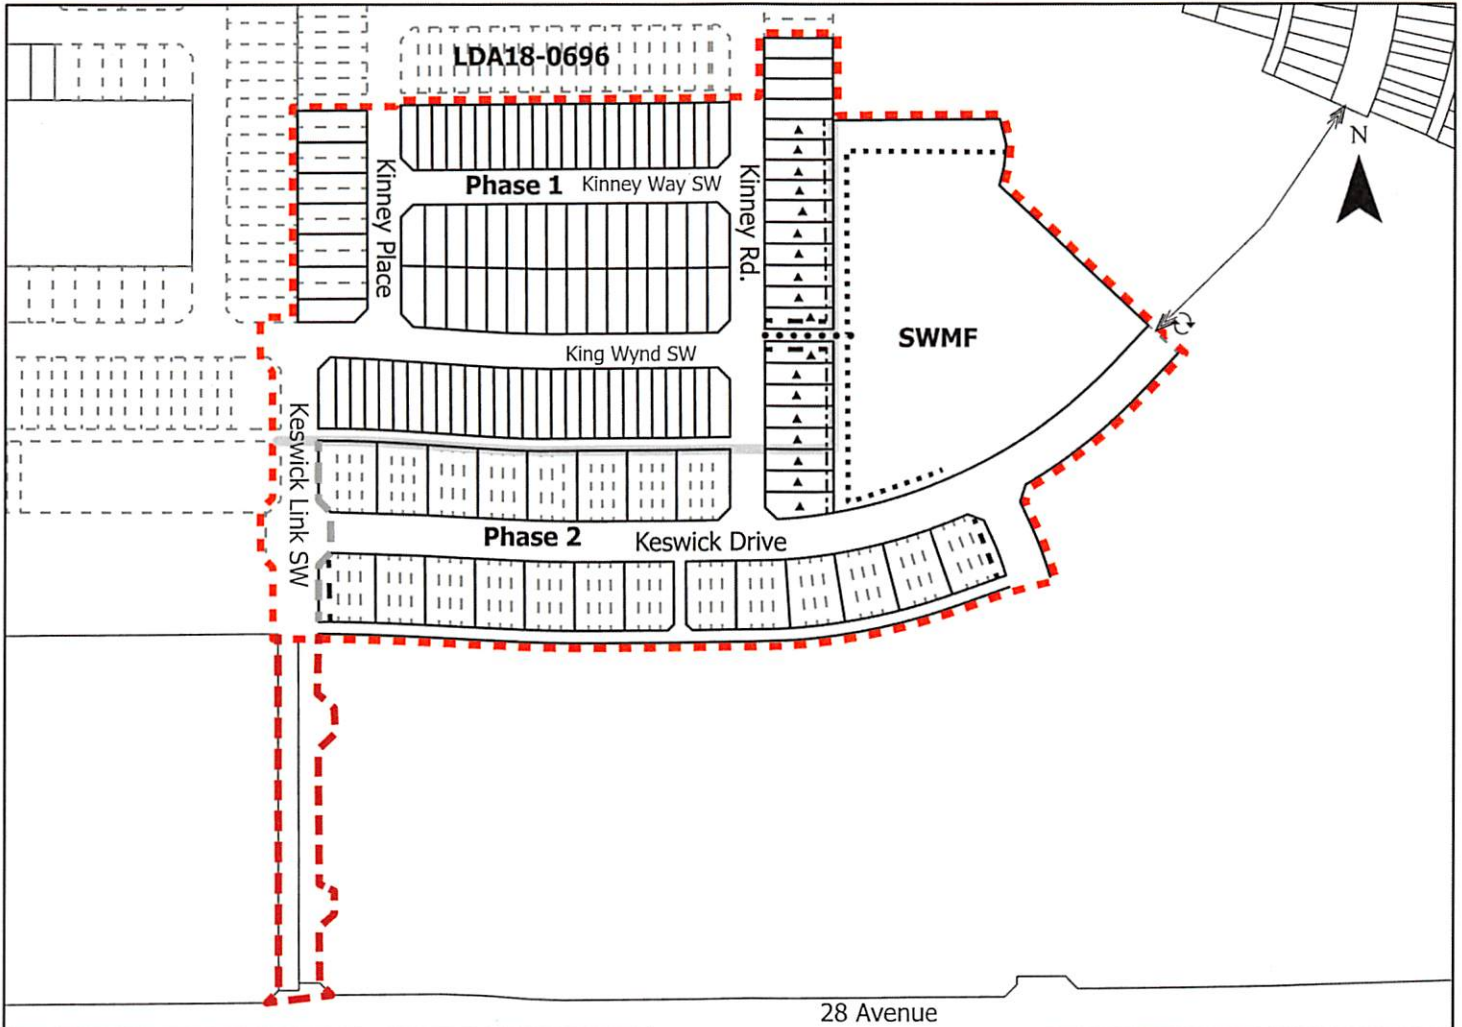 LDA18-0696
N
Phase 1
Kinney Way SW
Kinney Place
Kinney Rd.
SWMF
King Wynd SW
Keswick Link SW
Phase 2
Keswick Drive
28 Avenue